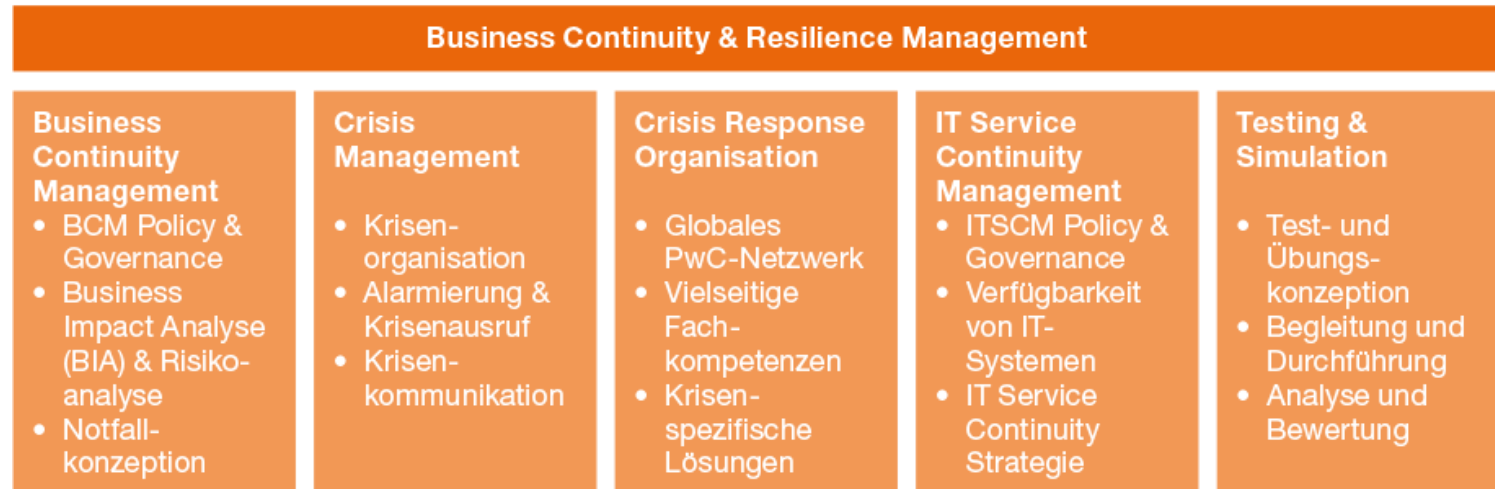 Business Continuity & Resilience Management
Business
Continuity
Management
• BCM Policy &
Governance
• Business
Impact Analyse
(BIA) & Risiko-
analyse
• Notfall-
konzeption
Crisis
Management
• Krisen-
organisation
• Alarmierung &
Krisenausruf
• Krisen-
kommunikation
Crisis Response
Organisation
• Globales
PwC-Netzwerk
• Vielseitige
Fach-
kompetenzen
• Krisen-
spezifische
Lösungen
IT Service
Continuity
Management
• ITSCM Policy &
Governance
• Verfügbarkeit
von IT-
Systemen
• IT Service
Continuity
Strategie
Testing &
Simulation
• Test- und
Übungs-
konzeption
• Begleitung und
Durchführung
• Analyse und
Bewertung